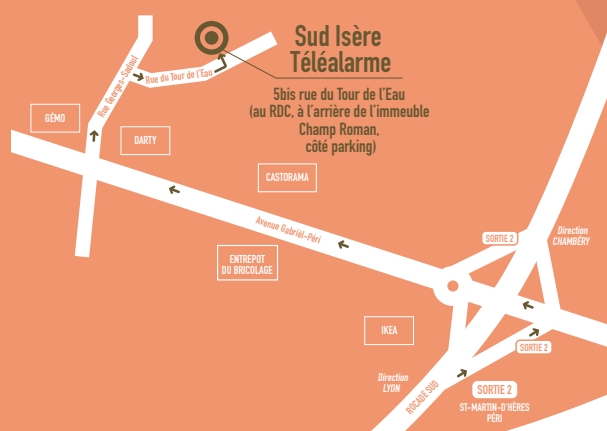 Sud Isère
Téléalarme
5bis rue du Tour de l'Eau
(au RDC, à l'arrière de l'immeuble
Champ Roman,
côté parking)
Rue Georges-Sadoul
Rue du Tour de l'Eau
GÉMO
DARTY
CASTORAMA
Avenue Gabriel-Péri
ENTREPOT
DU BRICOLAGE
SORTIE 2
Direction
CHAMBÉRY
IKEA
SORTIE 2
Direction
LYON
ROCADE SUD
SORTIE 2
ST-MARTIN-D'HÈRES
PÉRI